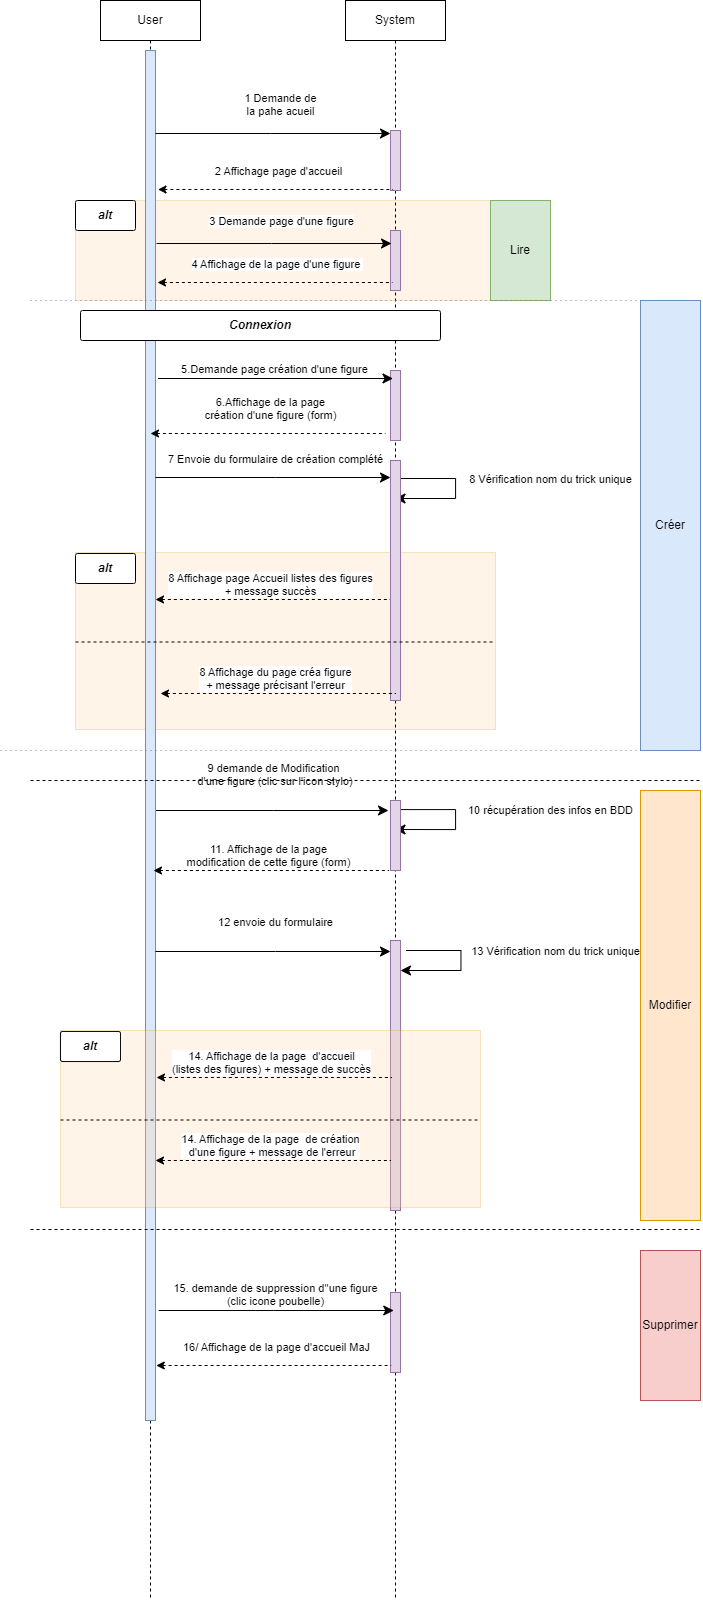 User
System
1 Demande de
la pahe acueil
2 Affichage page d'accueil
alt
3 Demande page d'une figure
Lire
4 Affichage de la page d'une figure
Connexion
5.Demande page création d'une figure
6.Affichage de la page
création d'une figure (form)
7 Envoie du formulaire de création complété
8 Vérification nom du trick unique
Créer
alt
8 Affichage page Accueil listes des figures
+ message succès
8 Affichage du page créa figure
+ message précisant l'erreur
9 demande de Modification
d'une figure (clic sur l'icon stylo)
10 récupération des infos en BDD
11. Affichage de la page
modification de cette figure (form)
12 envoie du formulaire
13 Vérification nom du trick unique
Modifier
alt
14. Affichage de la page d'accueil
(listes des figures) + message de succès
14. Affichage de la page de création
d'une figure + message de l'erreur
15. demande de suppression d''une figure
(clic icone poubelle)
Supprimer
16/ Affichage de la page d'accueil MaJ